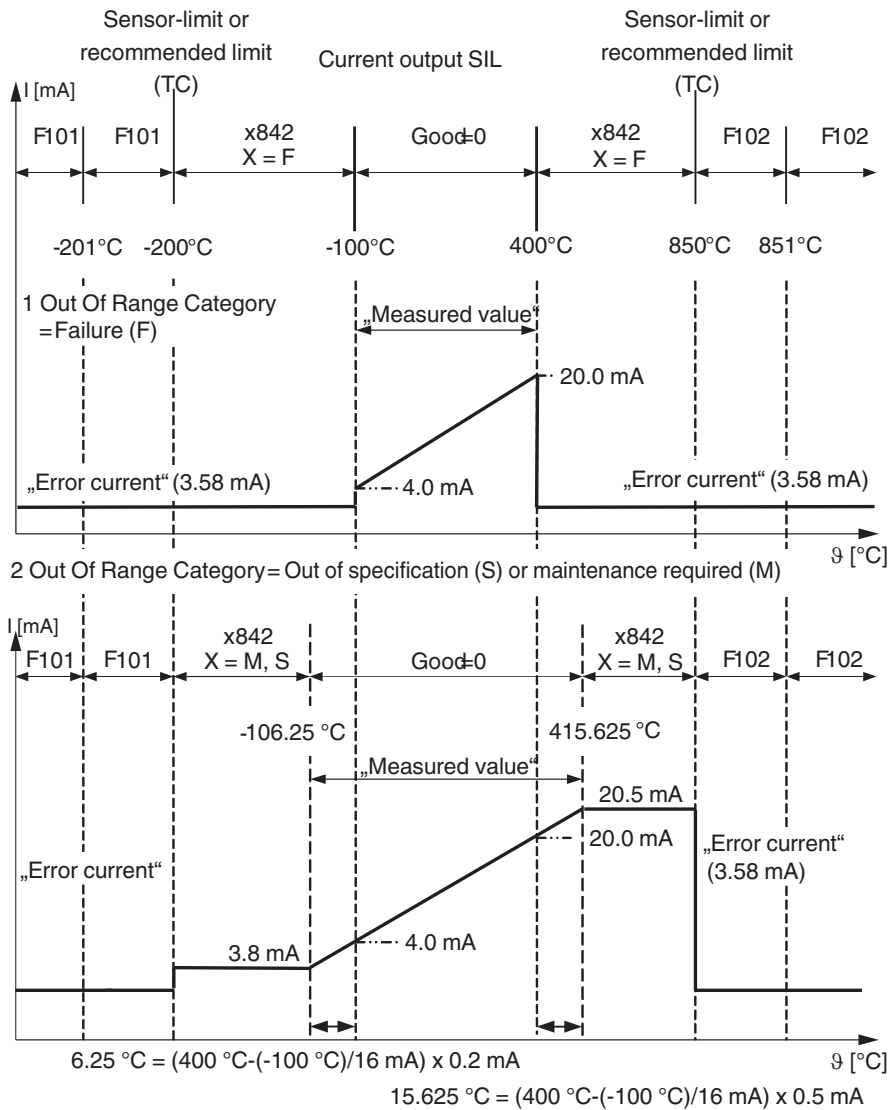 Sensor-limit or
recommended limit
(TC)
Current output SIL
Sensor-limit or
recommended limit
(TC)
I [mA]
F101
F101
x842
X = F
Good=0
x842
X = F
F102
F102
-201°C
-200°C
-100°C
400°C
850°C
851°C
1 Out Of Range Category
=Failure (F)
„Measured value“
20.0 mA
„Error current“ (3.58 mA)
4.0 mA
„Error current“ (3.58 mA)
ϑ [°C]
2 Out Of Range Category= Out of specification (S) or maintenance required (M)
I [mA]
F101
F101
x842
X = M, S
Good=0
x842
X = M, S
F102
F102
-106.25 °C
415.625 °C
„Measured value“
20.5 mA
20.0 mA
„Error current“
(3.58 mA)
„Error current“
3.8 mA
4.0 mA
6.25 °C = (400 °C-(-100 °C)/16 mA) x 0.2 mA
ϑ [°C]
15.625 °C = (400 °C-(-100 °C)/16 mA) x 0.5 mA